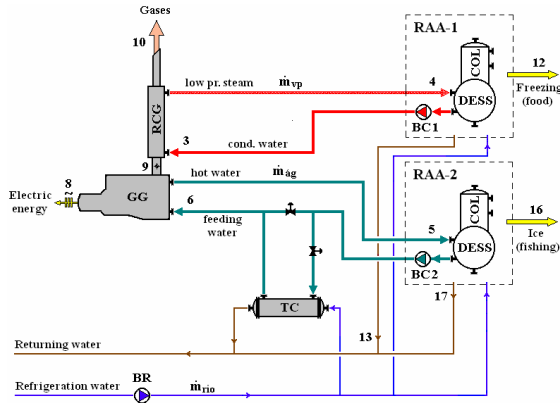 Gases
10
RAA-1
COL
12
low pr. steam
ṁvp
4
DESS
Freezing
(food)
RCG
BC1
3
cond. water
9
RAA-2
hot water
ṁág
8
Electric
energy
GG
6
feeding
water
COL
16
5
DESS
Ice
(fishing)
BC2
17
TC
13
Returning water
BR
Refrigeration water
ṁrio